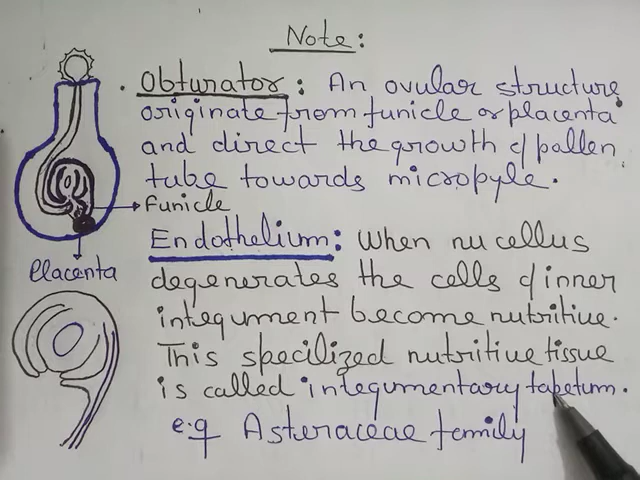 Note:
• Obturator: An ovular structure
originate from funicle or placenta
and direct the growth of pallen
tube towards micropyle.
Funicle
Endothelium: When nucellus
Placenta
degenerates the cells of inner
integument become nutritive.
This specilized nutritive tissue
is called integumentary tapetum.
e.g Asteraceae family